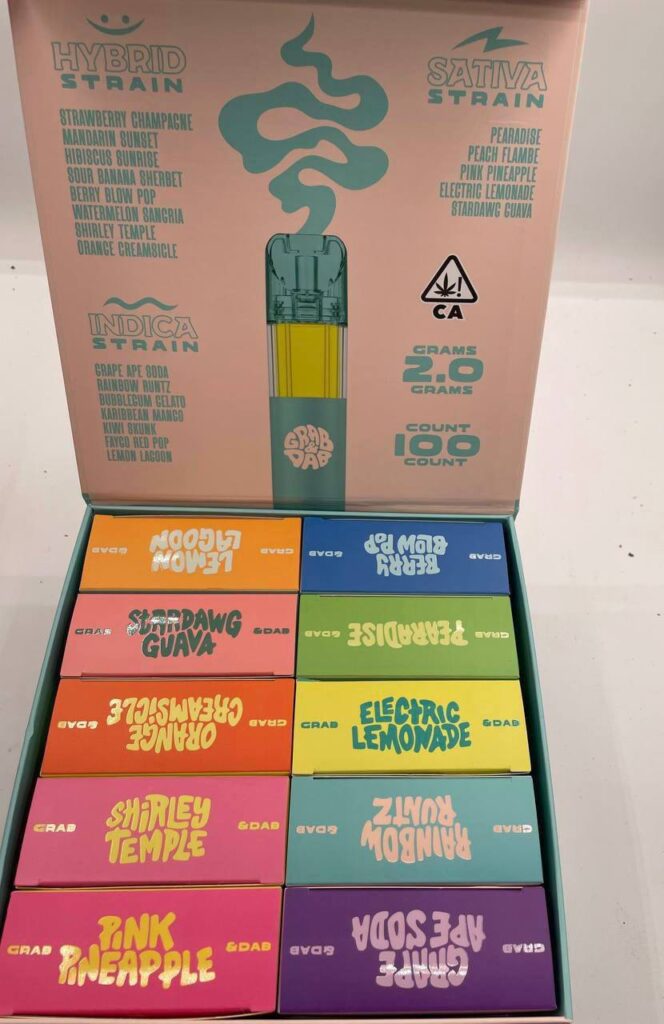 HYBRID
STRAIN
STRAWBERRY CHAMPAGNE
MANDARIN SUNSET
HIBISCUS SUNRISE
SOUR BANANA SHERBET
BERRY BLOW POP
WATERMELON SANGRIA
SHIRLEY TEMPLE
ORANGE CREAMSICLE
SATIVA
STRAIN
PEARADISE
PEACH FLAMBE
PINK PINEAPPLE
ELECTRIC LEMONADE
STARDAWG GUAVA
INDICA
STRAIN
GRAPE APE SODA
RAINBOW RUNTZ
BUBBLEGUM GELATO
KARIBBEAN MANGO
KIWI SKUNK
FAYGO RED POP
LEMON LAGOON
CA
GRAMS
2.0
GRAMS
COUNT
100
COUNT
GRAB
&
DAB
GRAB LEMON &DAB
LAGOON
GRAB BERRY &DAB
BLOW POP
GRAB STARDAWG &DAB
GUAVA
GRAB PEARADISE &DAB
GRAB ORANGE &DAB
CREAMSICLE
GRAB ELECTRIC &DAB
LEMONADE
GRAB SHIRLEY &DAB
TEMPLE
GRAB RAINBOW &DAB
RUNTZ
GRAB PINK &DAB
PINEAPPLE
GRAB GRAPE &DAB
APE SODA